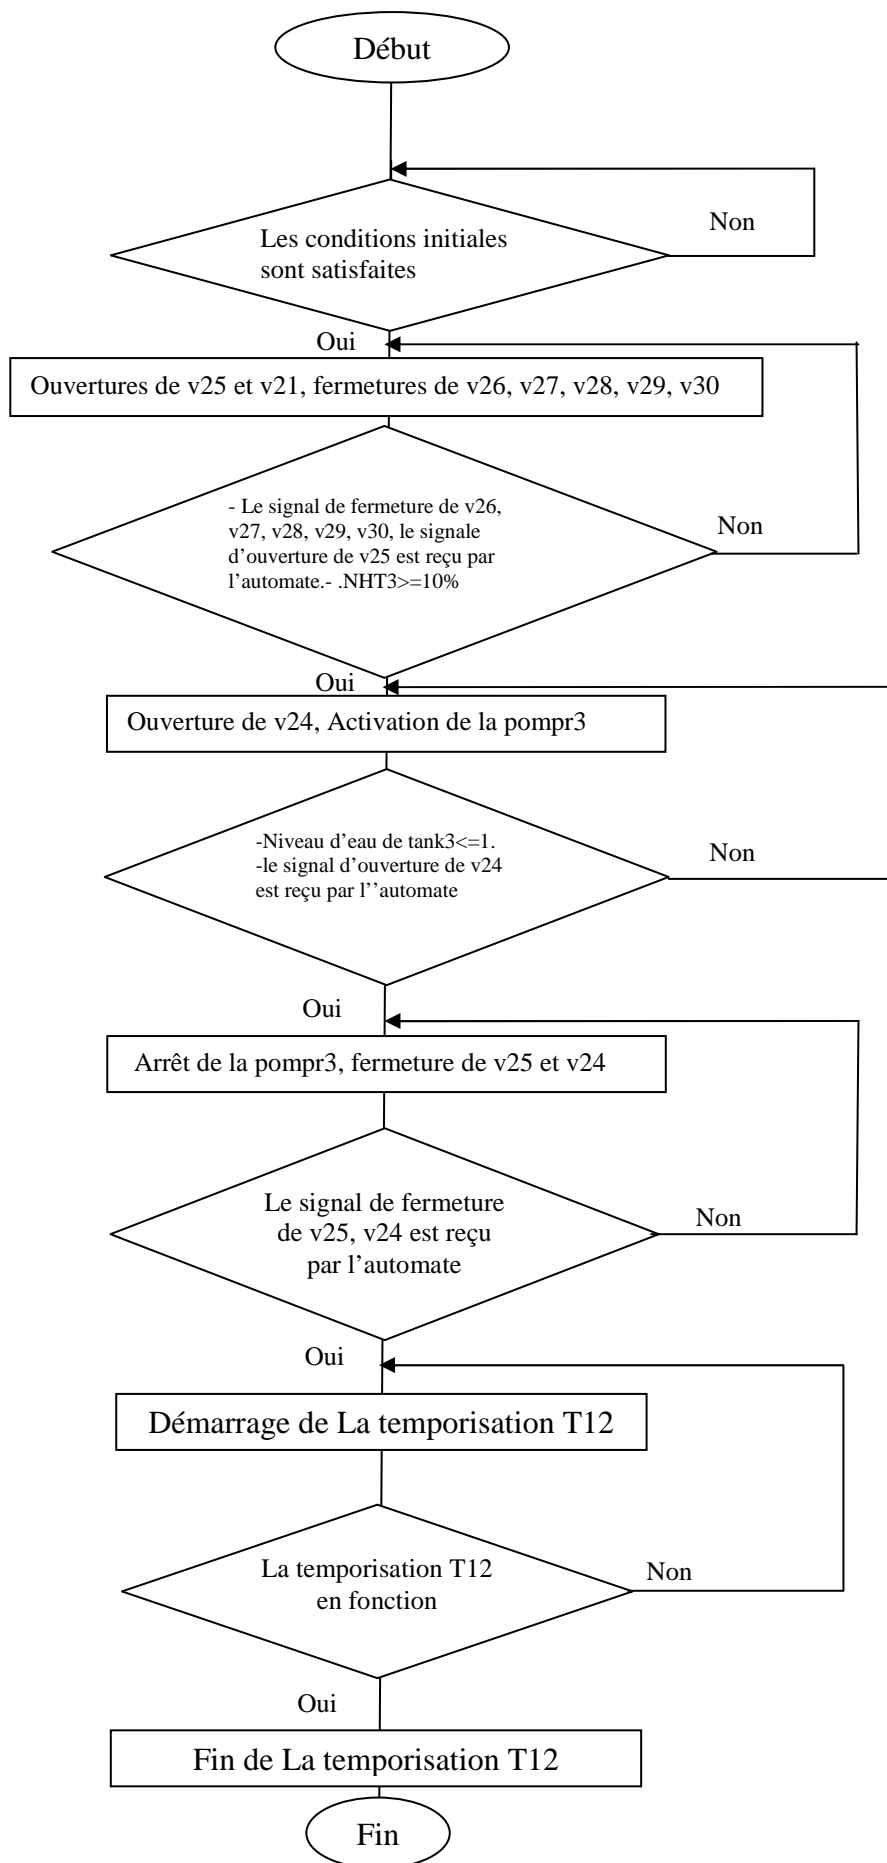 Début
Non
Les conditions initiales
sont satisfaites
Oui
Ouvertures de v25 et v21, fermetures de v26, v27, v28, v29, v30
- Le signal de fermeture de v26,
v27, v28, v29, v30, le signale
d’ouverture de v25 est reçu par
l’automate.- .NHT3>=10%
Non
Oui
Ouverture de v24, Activation de la pompr3
-Niveau d’eau de tank3<=1.
-le signal d’ouverture de v24
est reçu par l’’automate
Non
Oui
Arrêt de la pompr3, fermeture de v25 et v24
Le signal de fermeture
de v25, v24 est reçu
par l’automate
Non
Oui
Démarrage de La temporisation T12
La temporisation T12
en fonction
Non
Oui
Fin de La temporisation T12
Fin